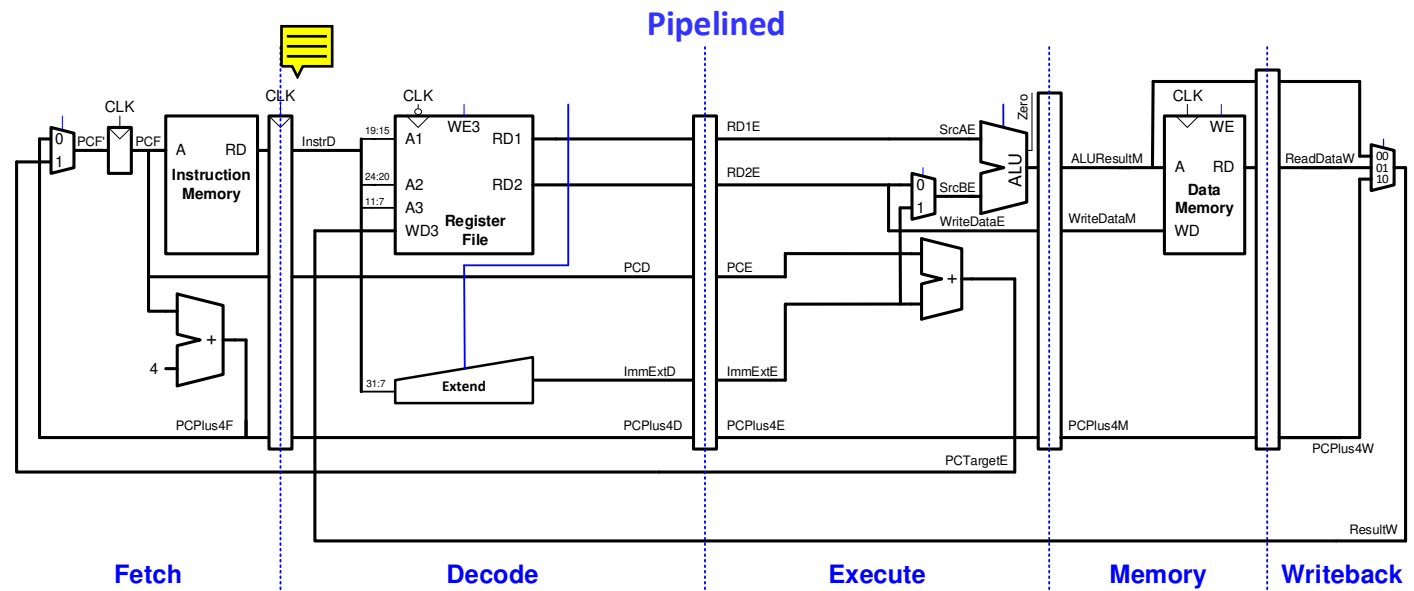 Pipelined
CLK
CLK
CLK
CLK
0
1
PCF'
PCF
A
RD
Instruction
Memory
InstrD
19:15
A1
WE3
RD1
24:20
A2
RD2
11:7
A3
WD3
Register
File
RD1E
RD2E
0
1
SrcAE
SrcBE
ALU
Zero
WriteDataE
ALUResultM
WriteDataM
WE
A
RD
Data
Memory
WD
ReadDataW
00
01
10
PCD
PCE
+
4
+
31:7
Extend
ImmExtD
ImmExtE
PCPlus4F
PCPlus4D
PCPlus4E
PCPlus4M
PCPlus4W
PCTargetE
ResultW
Fetch
Decode
Execute
Memory
Writeback